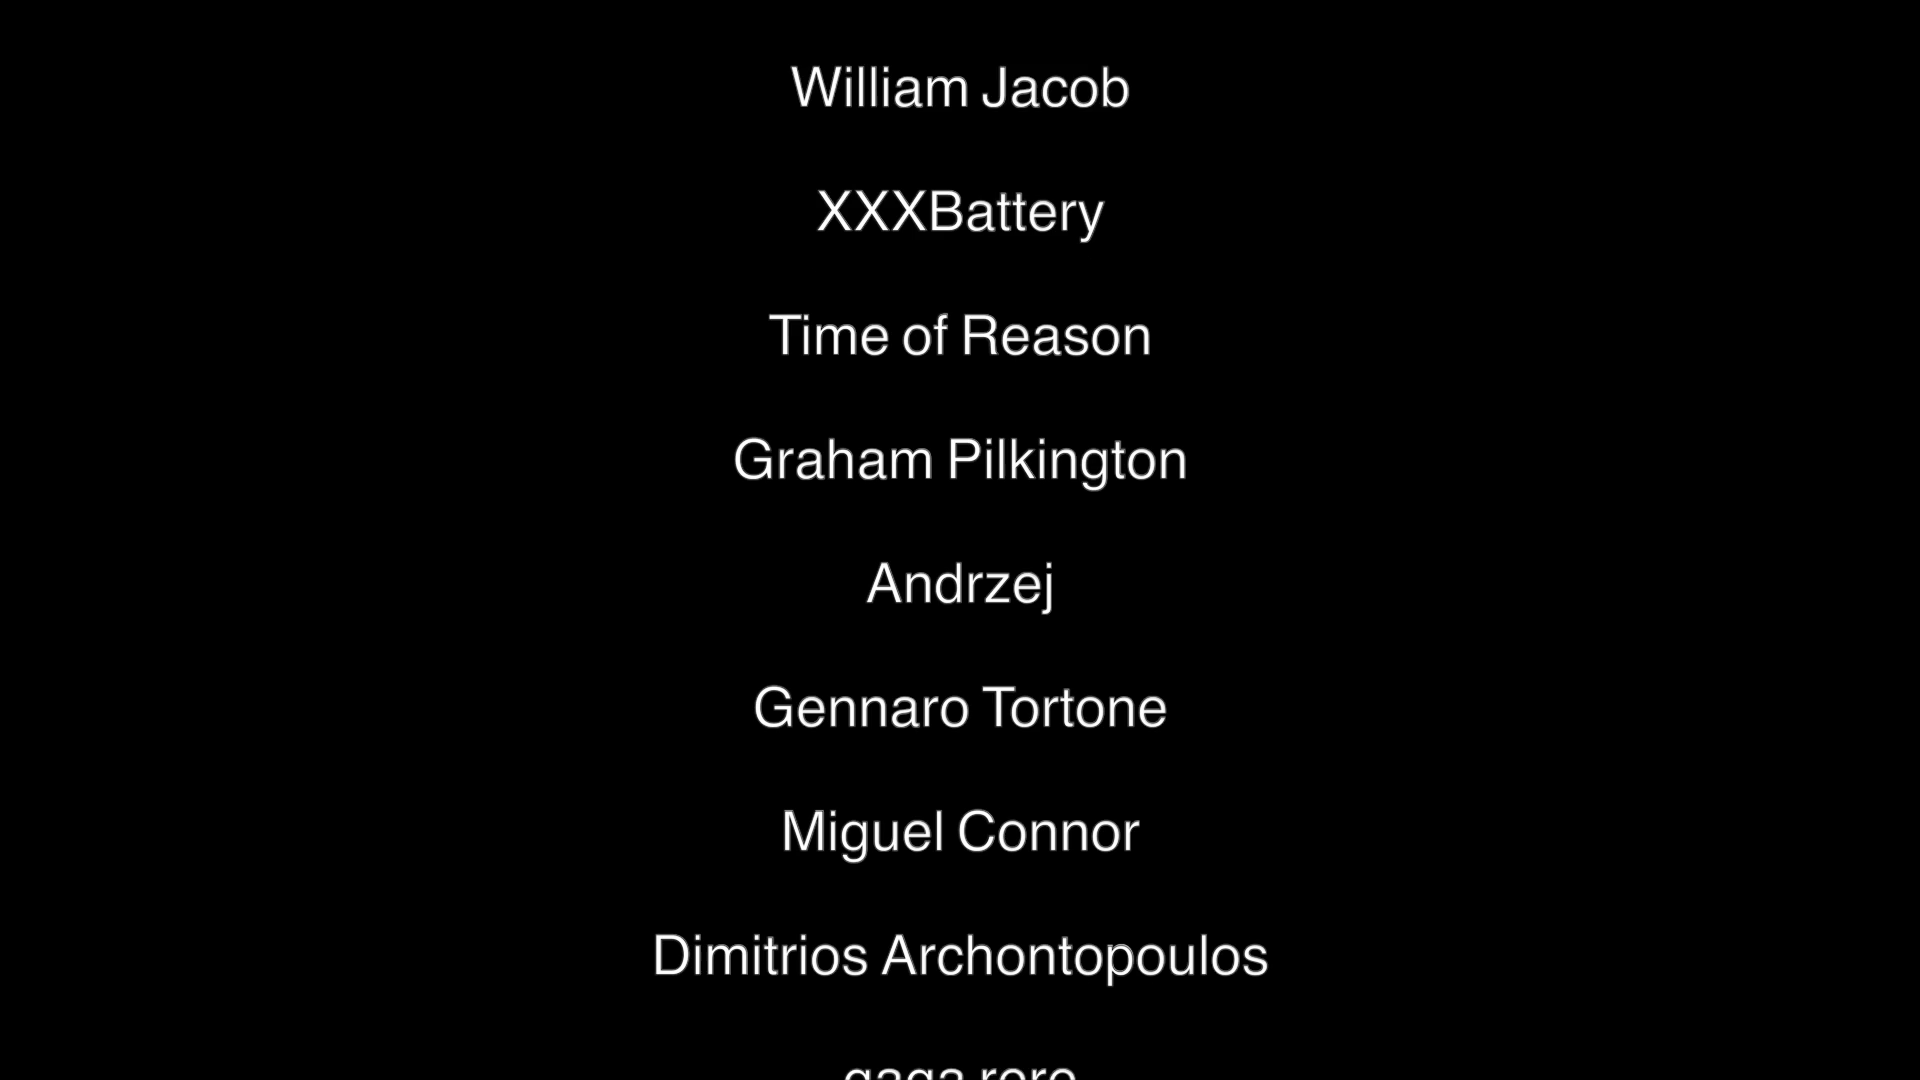 William Jacob
XXXBattery
Time of Reason
Graham Pilkington
Andrzej
Gennaro Tortone
Miguel Connor
Dimitrios Archontopoulos